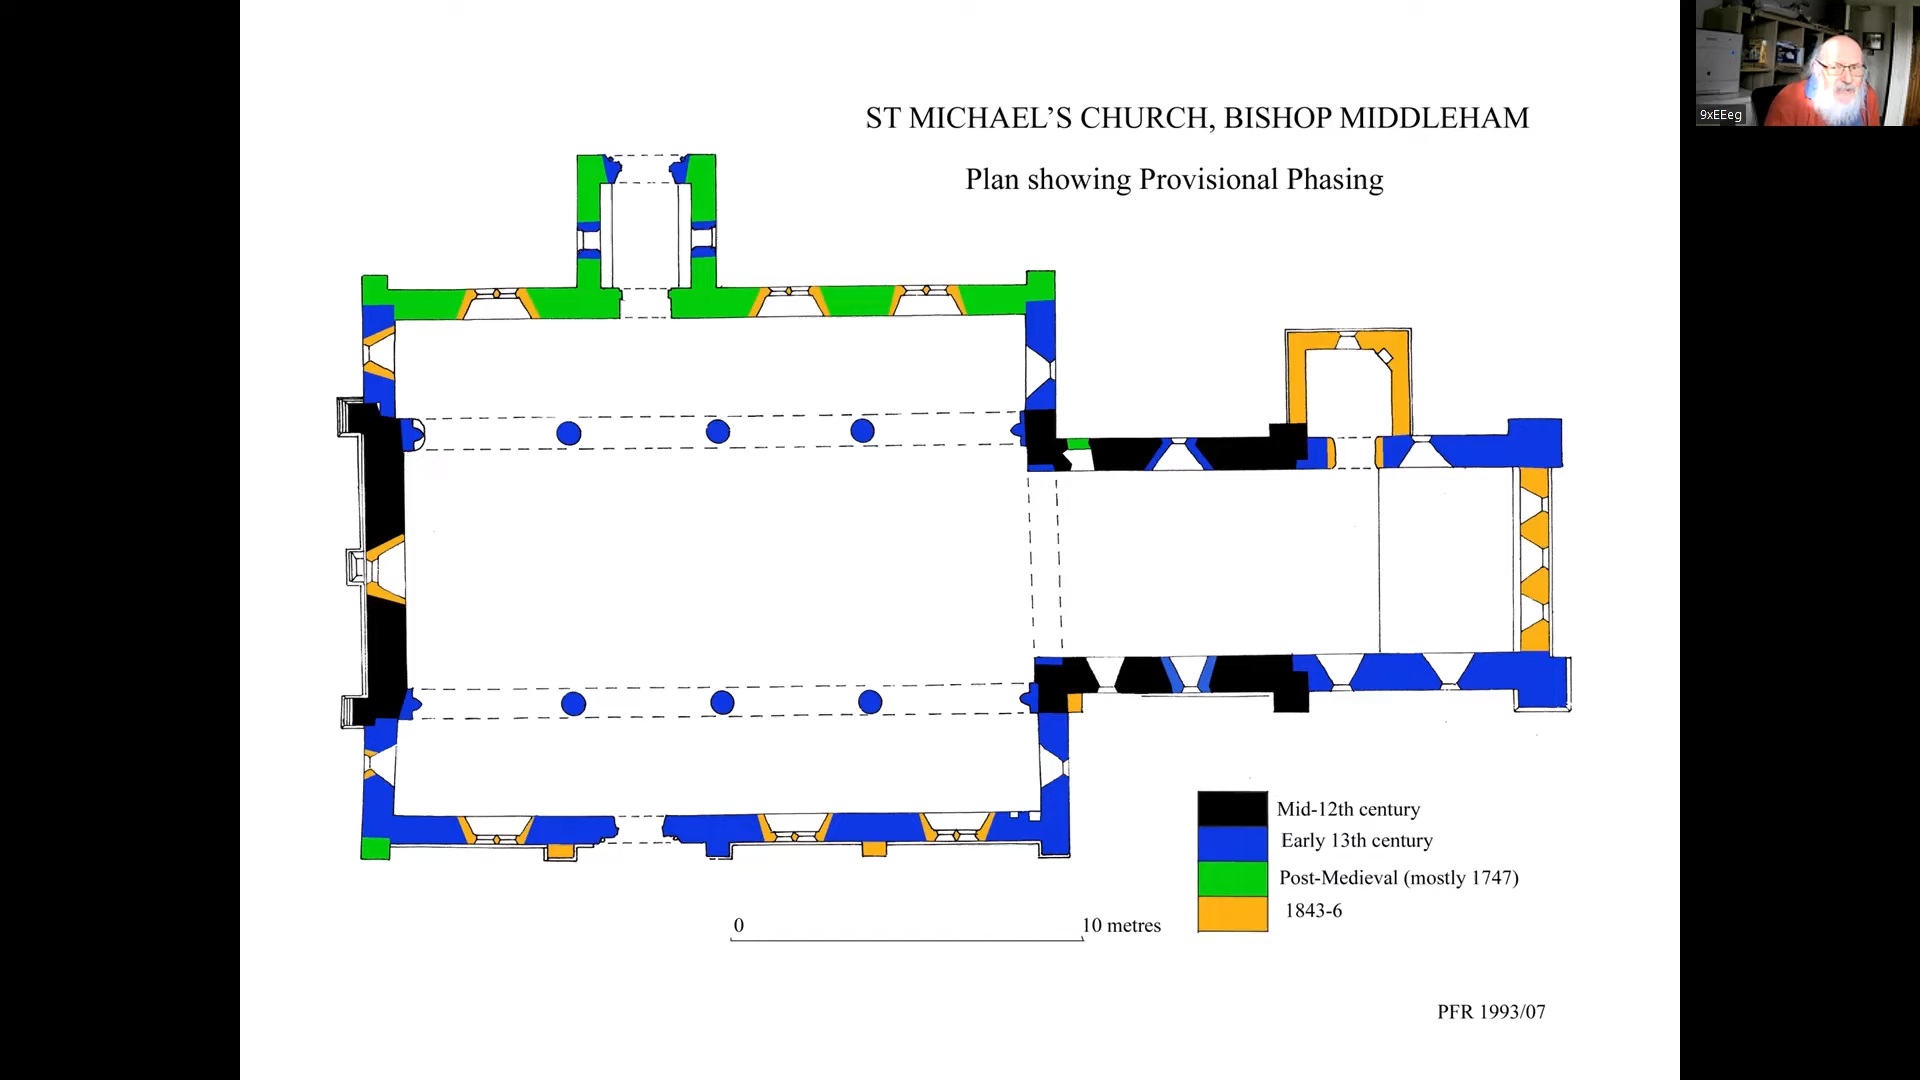 9xEEeg
ST MICHAEL’S CHURCH, BISHOP MIDDLEHAM
Plan showing Provisional Phasing
Mid-12th century
Early 13th century
Post-Medieval (mostly 1747)
1843-6
0
10 metres
PFR 1993/07